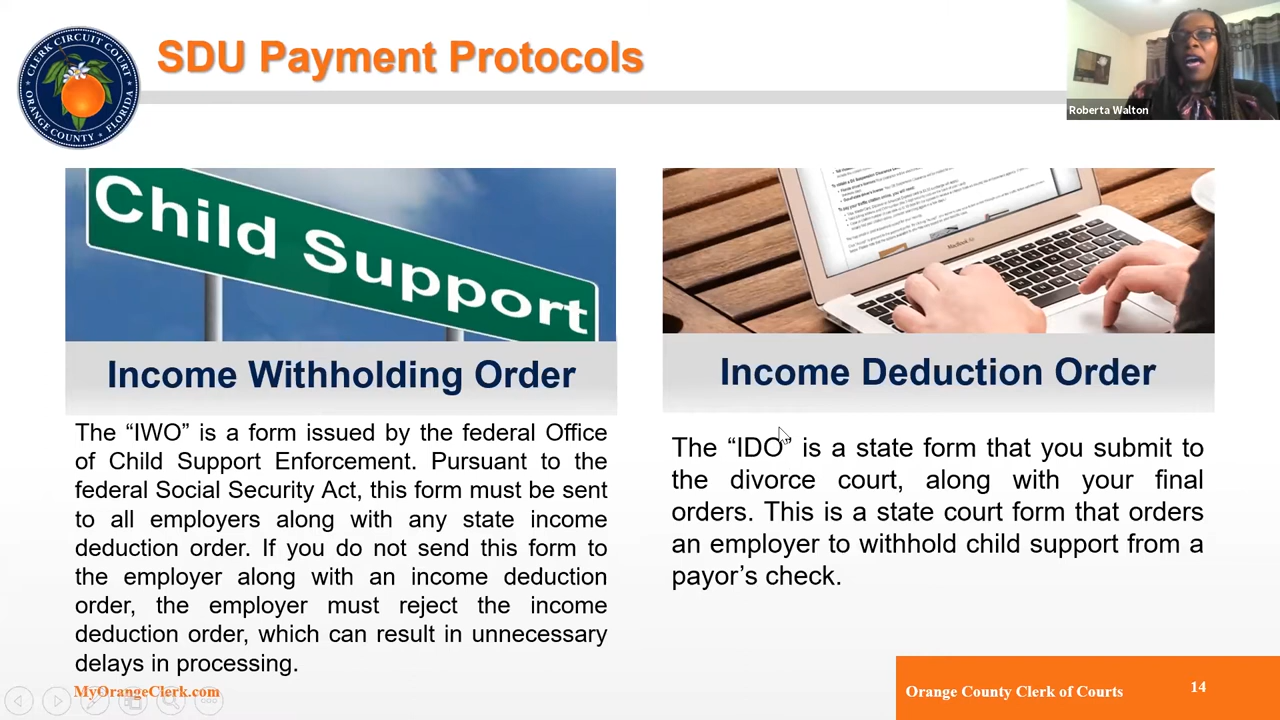 SDU Payment Protocols
CLERK CIRCUIT COURT
ORANGE COUNTY FLORIDA
Roberta Walton
Child Support
MacBook Air
Income Withholding Order
Income Deduction Order
The “IWO” is a form issued by the federal Office
of Child Support Enforcement. Pursuant to the
federal Social Security Act, this form must be sent
to all employers along with any state income
deduction order. If you do not send this form to
the employer along with an income deduction
order, the employer must reject the income
deduction order, which can result in unnecessary
delays in processing.
The “IDO” is a state form that you submit to
the divorce court, along with your final
orders. This is a state court form that orders
an employer to withhold child support from a
payor’s check.
MyOrangeClerk.com
Orange County Clerk of Courts
14